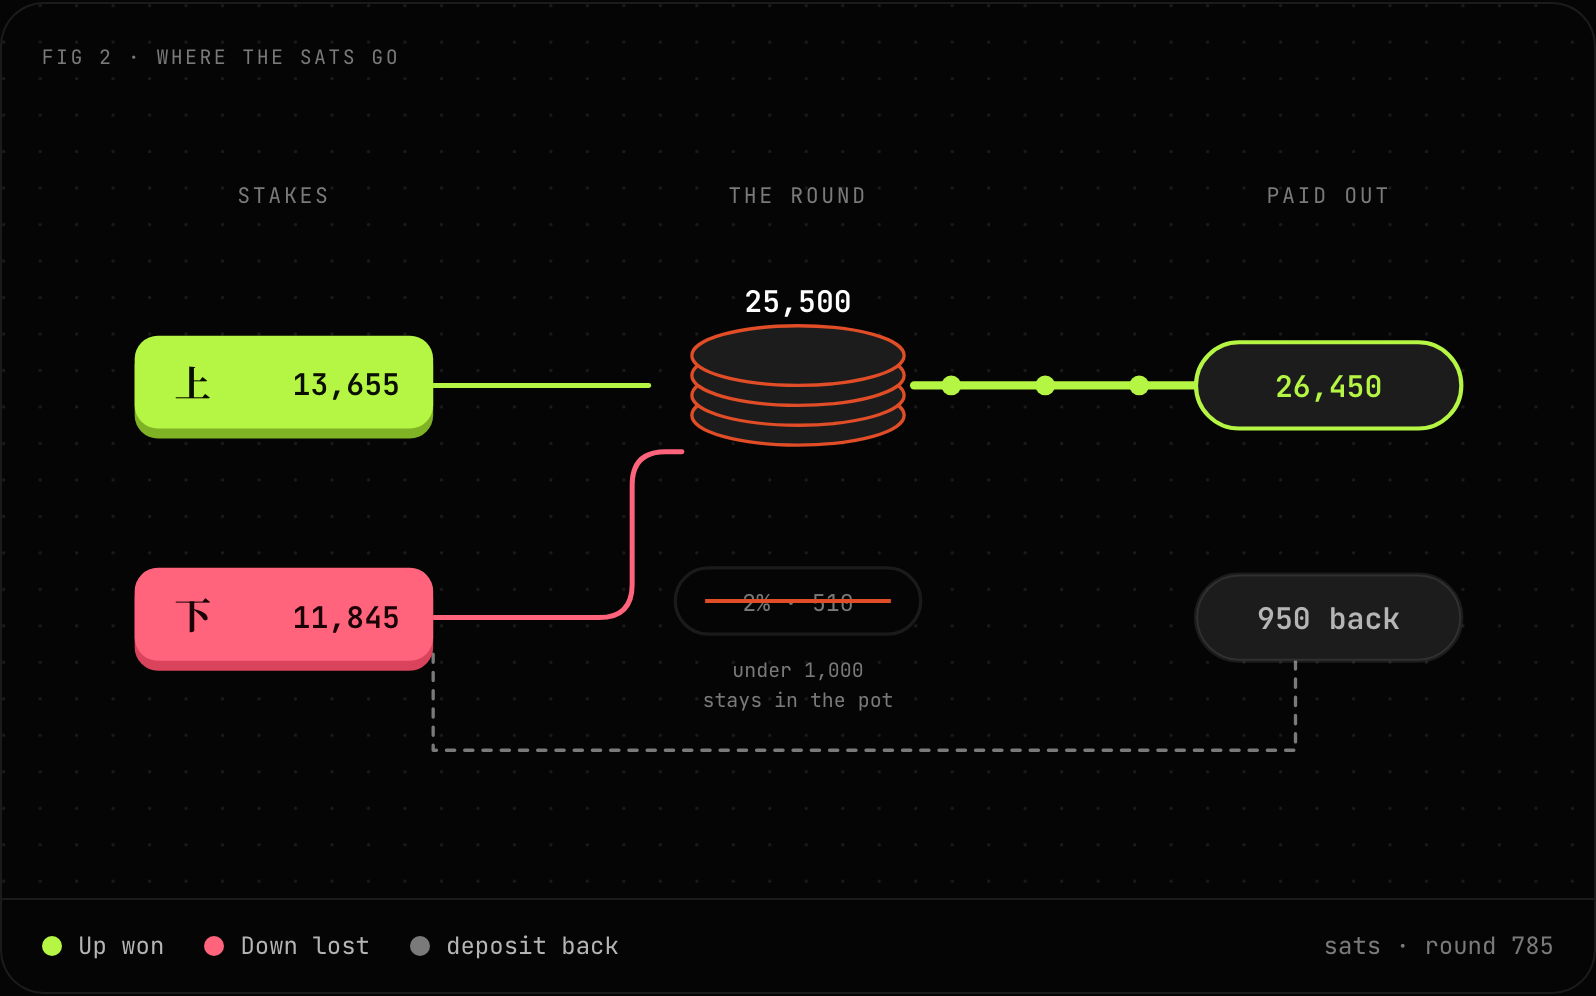 FIG 2 · WHERE THE SATS GO
STAKES
THE ROUND
PAID OUT
25,500
上 13,655
26,450
下 11,845
2% · 510
950 back
under 1,000
stays in the pot
Up won
Down lost
deposit back
sats · round 785